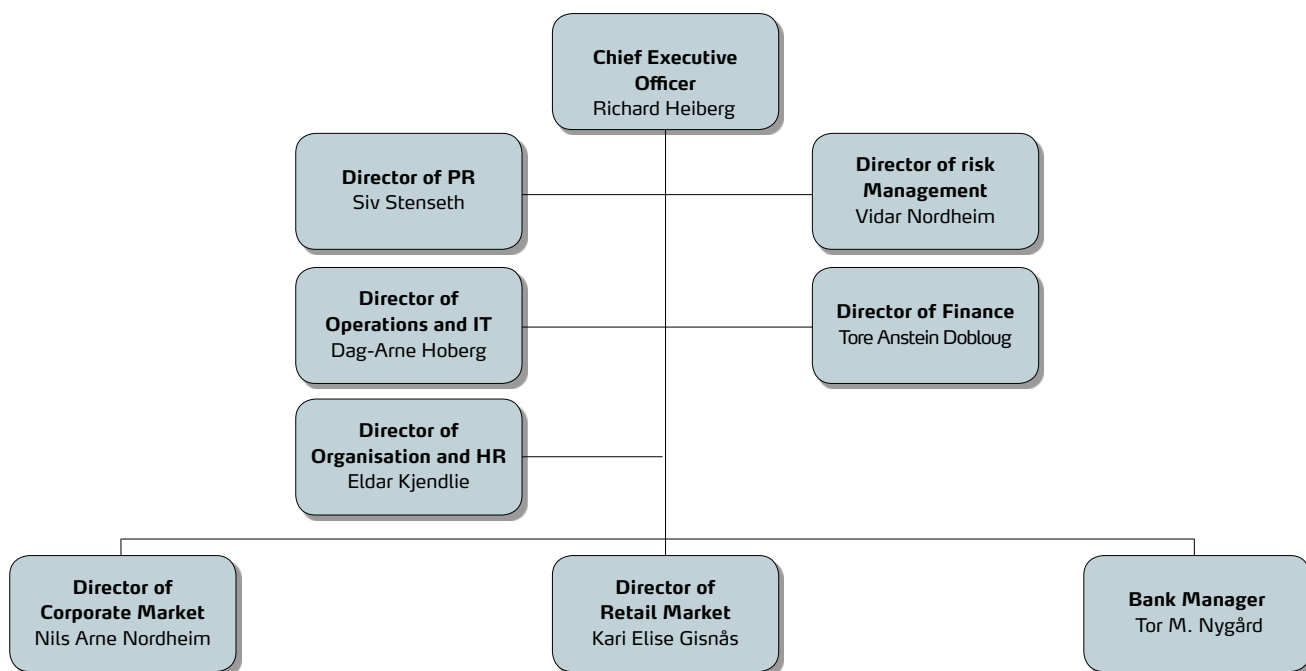 Chief Executive
Officer
Richard Heiberg
Director of PR
Siv Stenseth
Director of risk
Management
Vidar Nordheim
Director of
Operations and IT
Dag-Arne Hoberg
Director of Finance
Tore Anstein Dobloug
Director of
Organisation and HR
Eldar Kjendlie
Director of
Corporate Market
Nils Arne Nordheim
Director of
Retail Market
Kari Elise Gisnås
Bank Manager
Tor M. Nygård